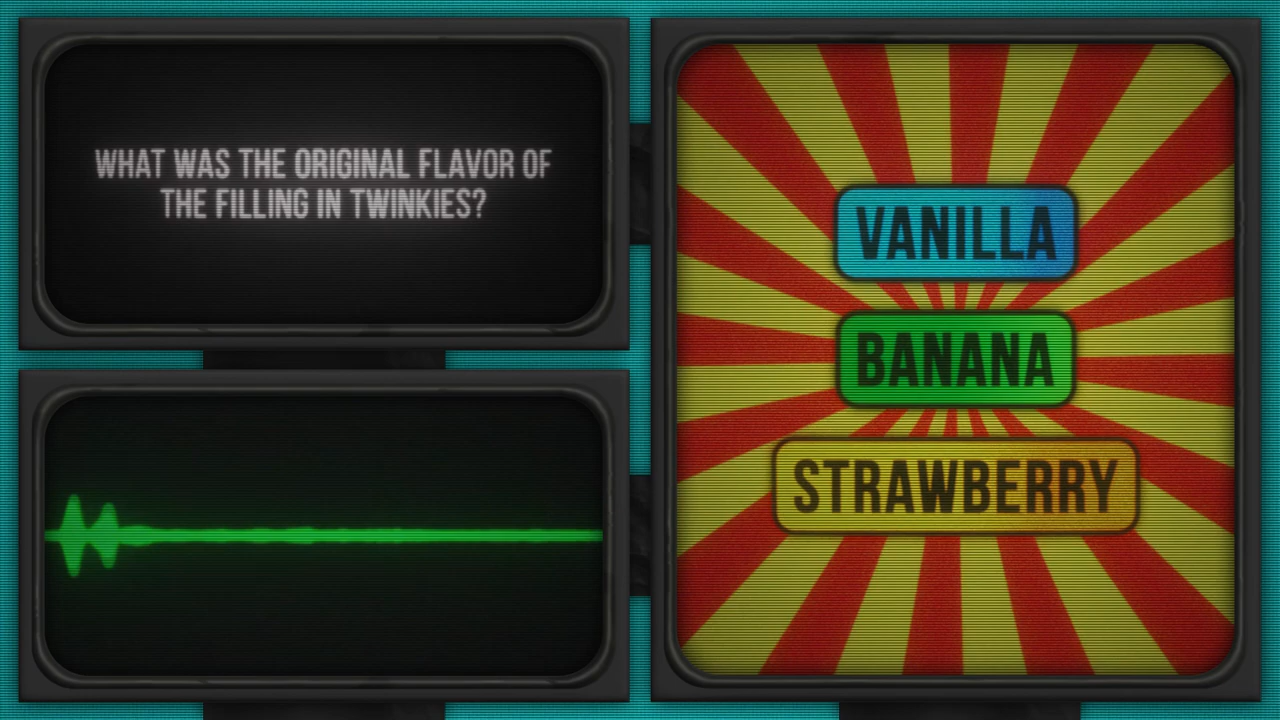 WHAT WAS THE ORIGINAL FLAVOR OF
THE FILLING IN TWINKIES?
VANILLA
BANANA
STRAWBERRY